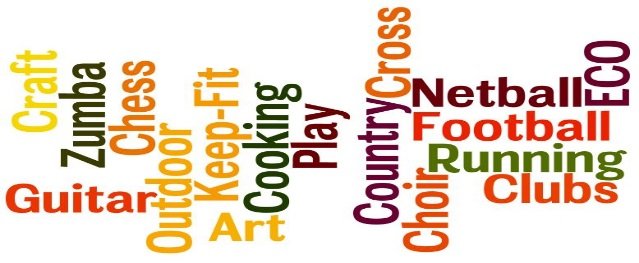 Craft
Zumba
Chess
Guitar
Outdoor
Keep-Fit
Art
Cooking
Play
Country
Cross
Choir
Netball
ECO
Football
Running
Clubs